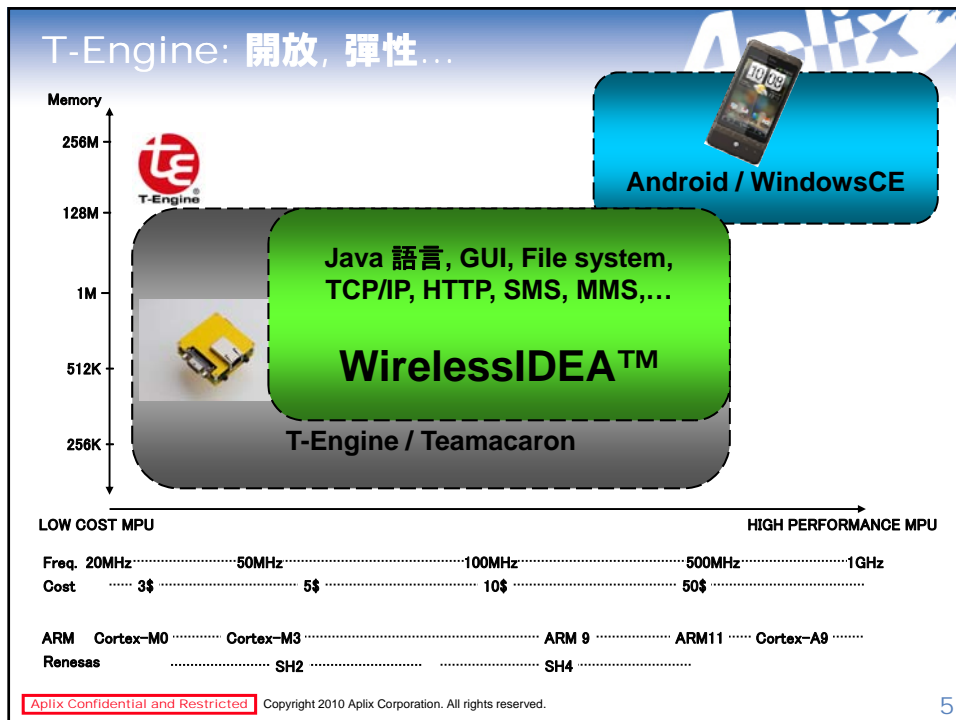 T-Engine: 開放, 彈性…
Aplix
Memory
256M
T-Engine
10:08
Android / WindowsCE
128M
Java 語言, GUI, File system,
TCP/IP, HTTP, SMS, MMS,…
1M
WirelessIDEA™
512K
T-Engine / Teamacaron
256K
LOW COST MPU
HIGH PERFORMANCE MPU
Freq. 20MHz 50MHz 100MHz 500MHz 1GHz
Cost 3$ 5$ 10$ 50$
ARM Cortex-M0 Cortex-M3 ARM 9 ARM11 Cortex-A9
Renesas SH2 SH4
Aplix Confidential and Restricted Copyright 2010 Aplix Corporation. All rights reserved.
5